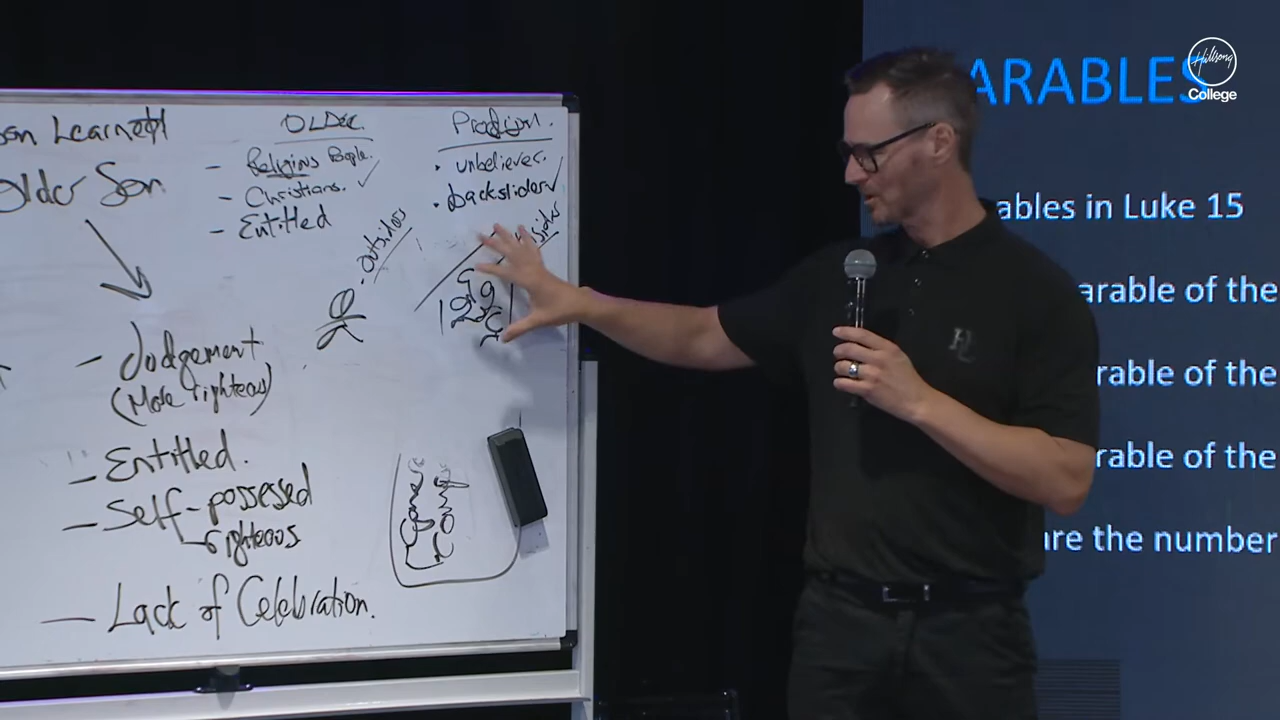 son Learned
Older Son
- Judgement
(More righteous)
- Entitled.
- Self-possessed
righteous
- Lack of Celebration.
OLDER
- Religious People.
- Christians. ✓
- Entitled
Prodigal.
• unbeliever.
• backslider ✓
• outsiders
ARABLES
ables in Luke 15
arable of the
rable of the
rable of the
are the number
Hillsong
College
HC